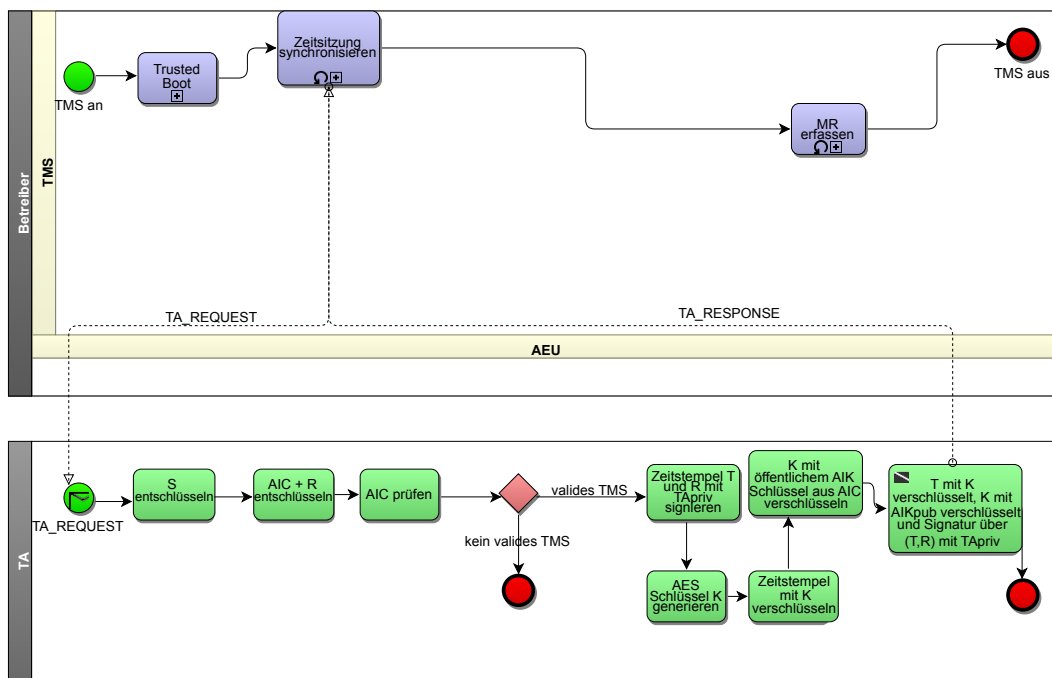 Betreiber
TMS
TMS an
Trusted
Boot
Zeitsitzung
synchronisieren
MR
erfassen
TMS aus
TA_REQUEST
TA_RESPONSE
AEU
TA
TA_REQUEST
S
entschlüsseln
AIC + R
entschlüsseln
AIC prüfen
valides TMS
kein valides TMS
Zeitstempel T
und R mit
TApriv
signieren
AES
Schlüssel K
generieren
Zeitstempel
mit K
verschlüsseln
K mit
öffentlichem AIK
Schlüssel aus AIC
verschlüsseln
T mit K
verschlüsselt, K mit
AIKpub verschlüsselt
und Signatur über
(T,R) mit TApriv